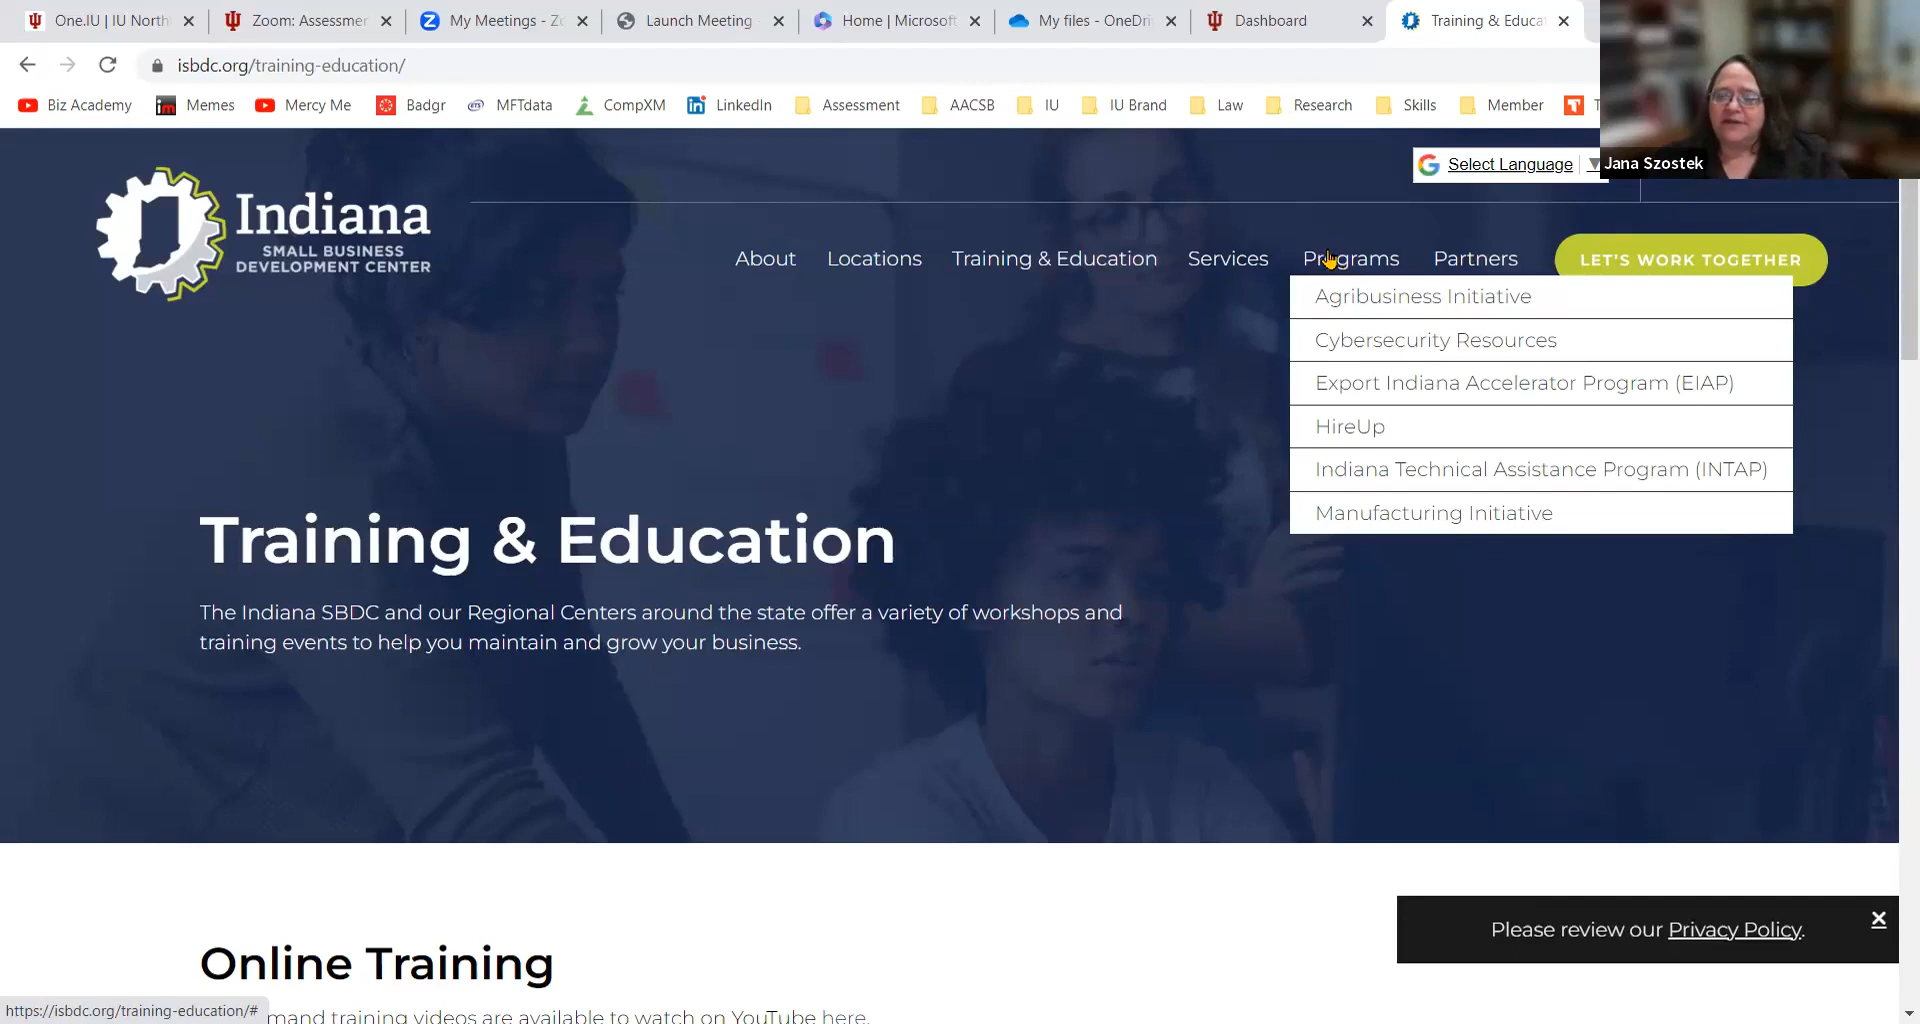 One.IU | IU North
Zoom: Assessmen
My Meetings - Zo
Launch Meeting
Home | Microsoft
My files - OneDri
Dashboard
Training & Educat
isbdc.org/training-education/
Biz Academy
Memes
Mercy Me
Badgr
MFTdata
CompXM
LinkedIn
Assessment
AACSB
IU
IU Brand
Law
Research
Skills
Member
Select Language
Jana Szostek
Indiana
SMALL BUSINESS
DEVELOPMENT CENTER
About
Locations
Training & Education
Services
Programs
Partners
LET'S WORK TOGETHER
Agribusiness Initiative
Cybersecurity Resources
Export Indiana Accelerator Program (EIAP)
HireUp
Indiana Technical Assistance Program (INTAP)
Manufacturing Initiative
Training & Education
The Indiana SBDC and our Regional Centers around the state offer a variety of workshops and
training events to help you maintain and grow your business.
Please review our Privacy Policy.
Online Training
https://isbdc.org/training-education/#
mand training videos are available to watch on YouTube here.